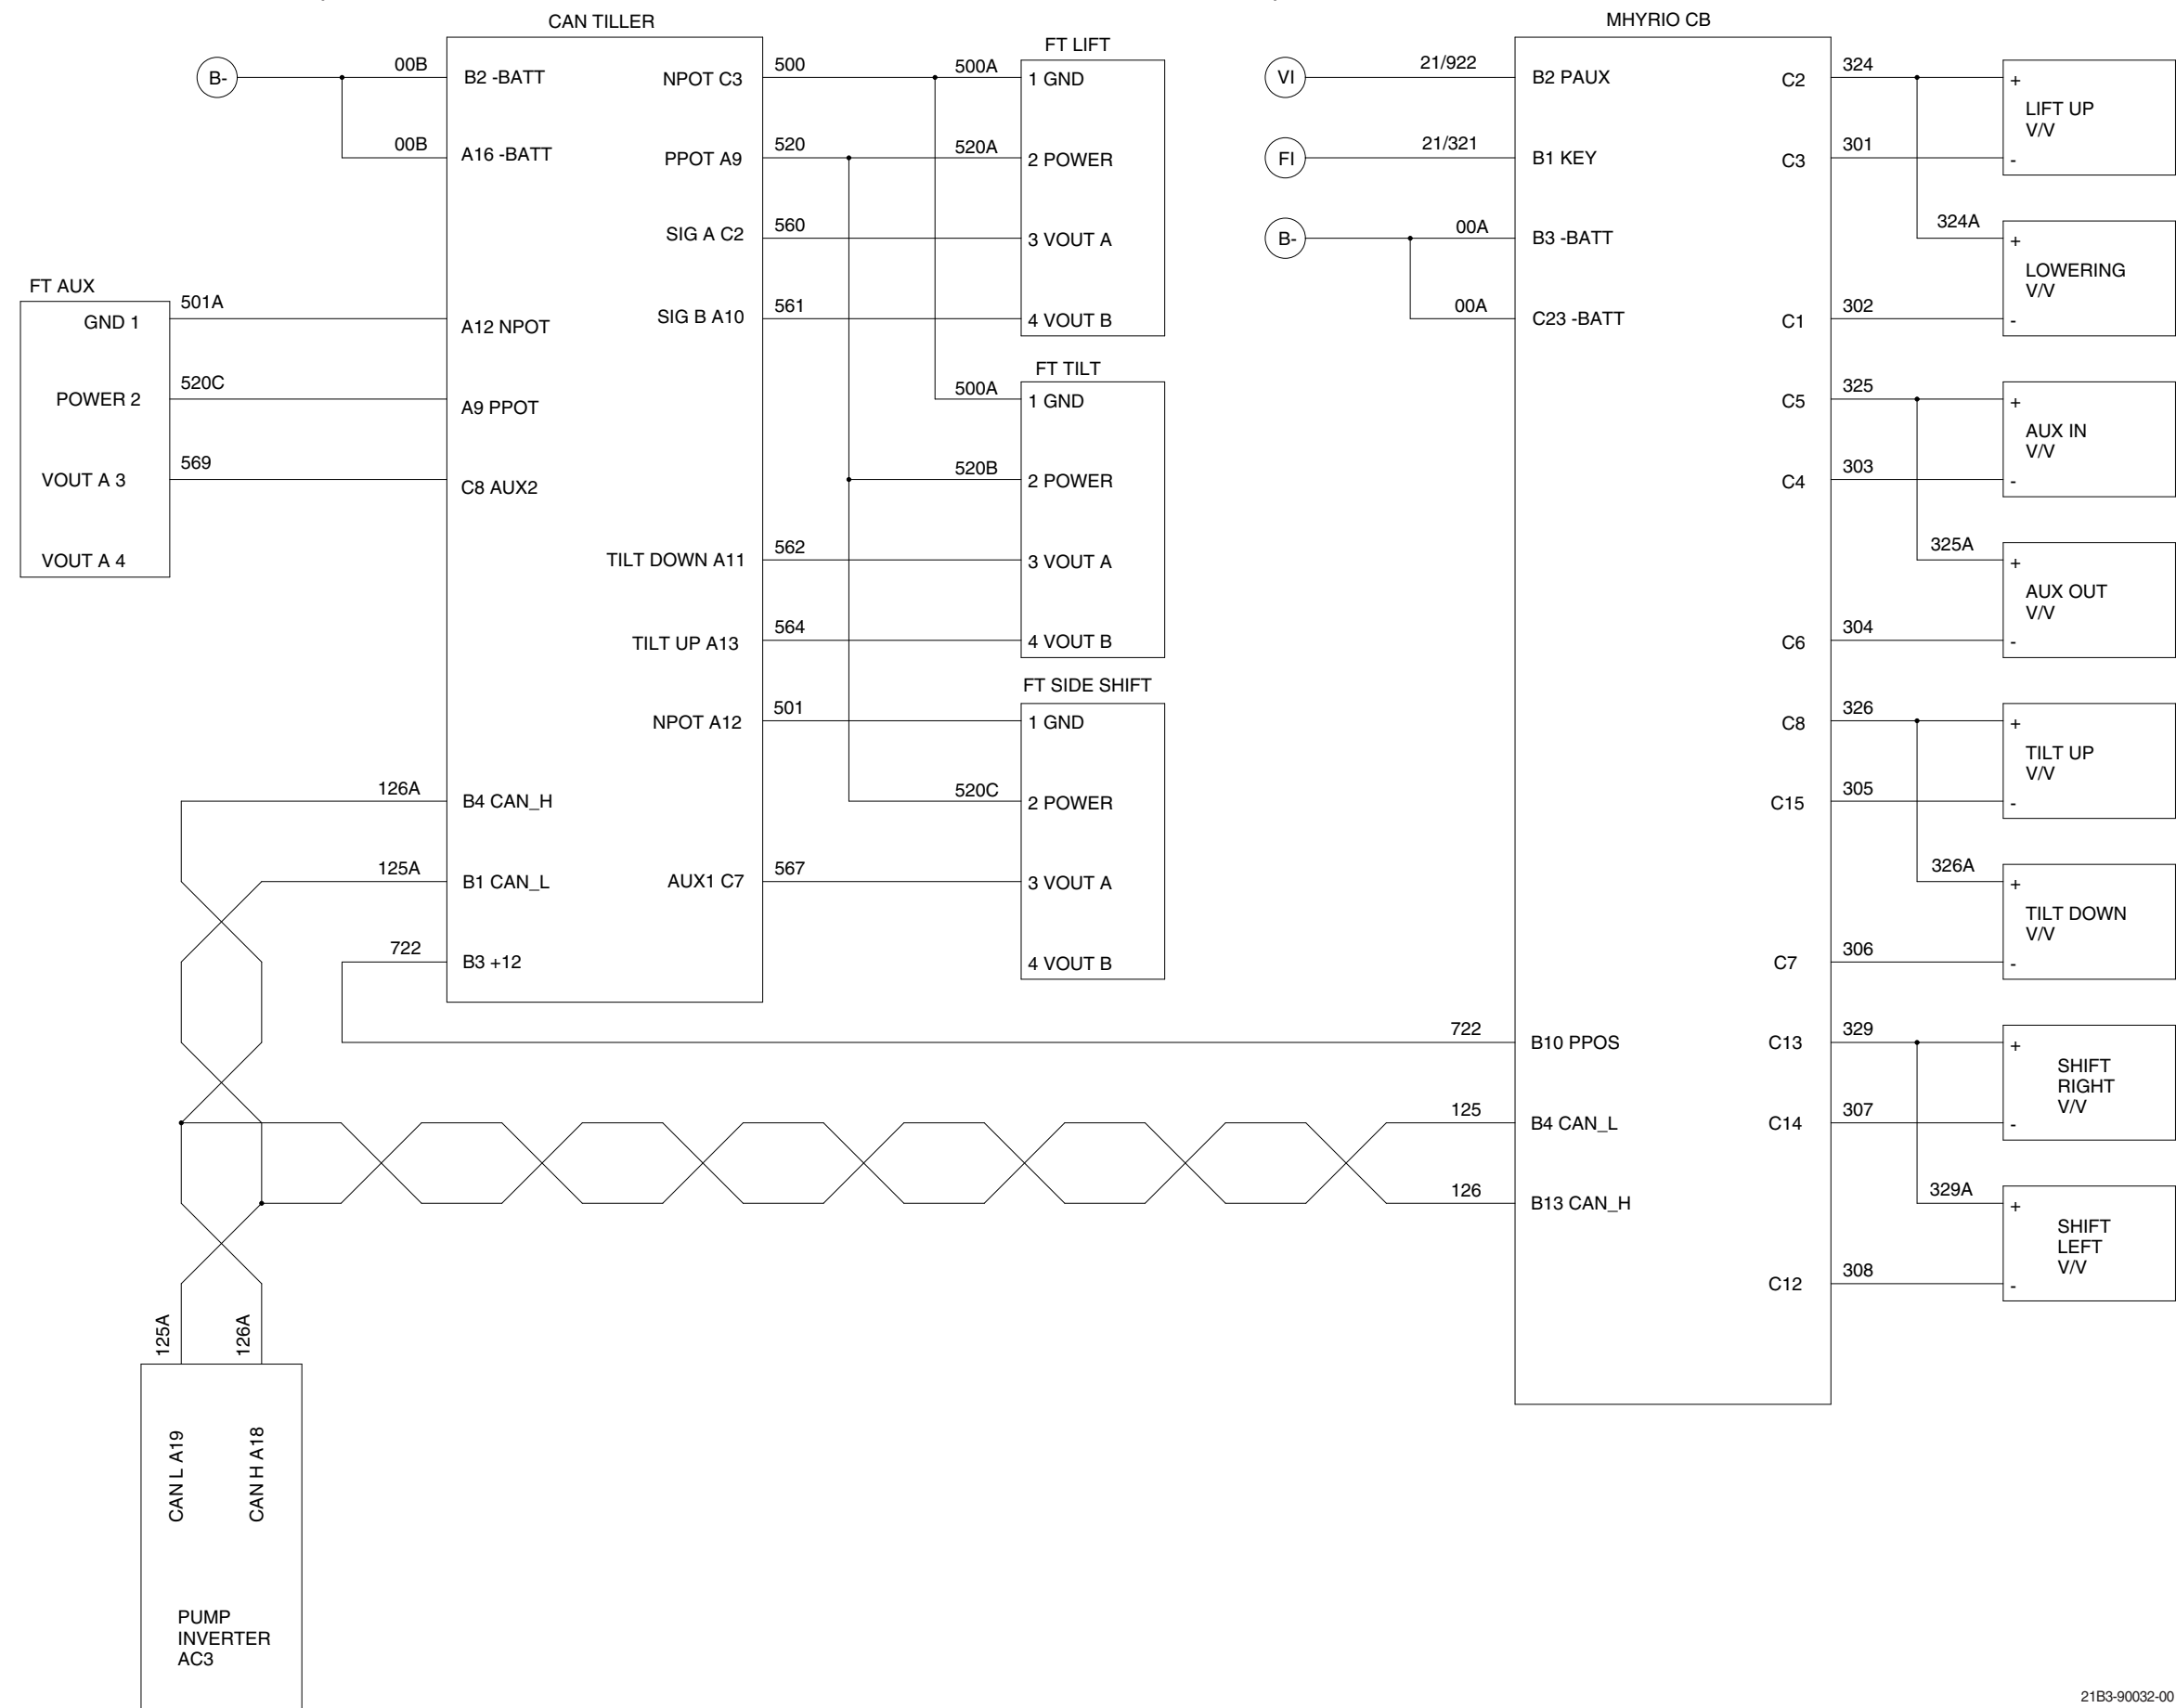 CAN TILLER
B-
00B
B2 -BATT
00B
A16 -BATT
NPOT C3
500
PPOT A9
520
SIG A C2
560
SIG B A10
561
FT AUX
GND 1
501A
A12 NPOT
POWER 2
520C
A9 PPOT
VOUT A 3
569
C8 AUX2
VOUT A 4
TILT DOWN A11
562
TILT UP A13
564
NPOT A12
501
126A
B4 CAN_H
125A
B1 CAN_L
AUX1 C7
567
722
B3 +12
FT LIFT
500A
1 GND
520A
2 POWER
3 VOUT A
4 VOUT B
FT TILT
500A
1 GND
520B
2 POWER
3 VOUT A
4 VOUT B
FT SIDE SHIFT
1 GND
520C
2 POWER
3 VOUT A
4 VOUT B
MHYRIO CB
VI
21/922
B2 PAUX
FI
21/321
B1 KEY
B-
00A
B3 -BATT
00A
C23 -BATT
722
B10 PPOS
125
B4 CAN_L
126
B13 CAN_H
C2
324
+
LIFT UP
V/V
C3
301
-
324A
+
LOWERING
V/V
C1
302
-
C5
325
+
AUX IN
V/V
C4
303
-
325A
+
AUX OUT
V/V
C6
304
-
C8
326
+
TILT UP
V/V
C15
305
-
326A
+
TILT DOWN
V/V
C7
306
-
C13
329
+
SHIFT
RIGHT
V/V
C14
307
-
329A
+
SHIFT
LEFT
V/V
C12
308
-
125A
126A
CAN L A19
CAN H A18
PUMP
INVERTER
AC3
21B3-90032-00